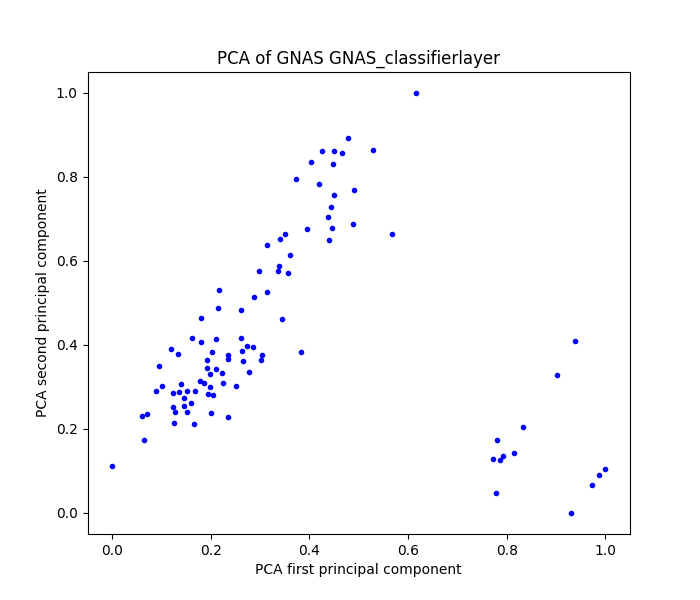 PCA of GNAS GNAS_classifierlayer
1.0
0.8
0.6
0.4
0.2
0.0
PCA second principal component
0.0 0.2 0.4 0.6 0.8 1.0
PCA first principal component